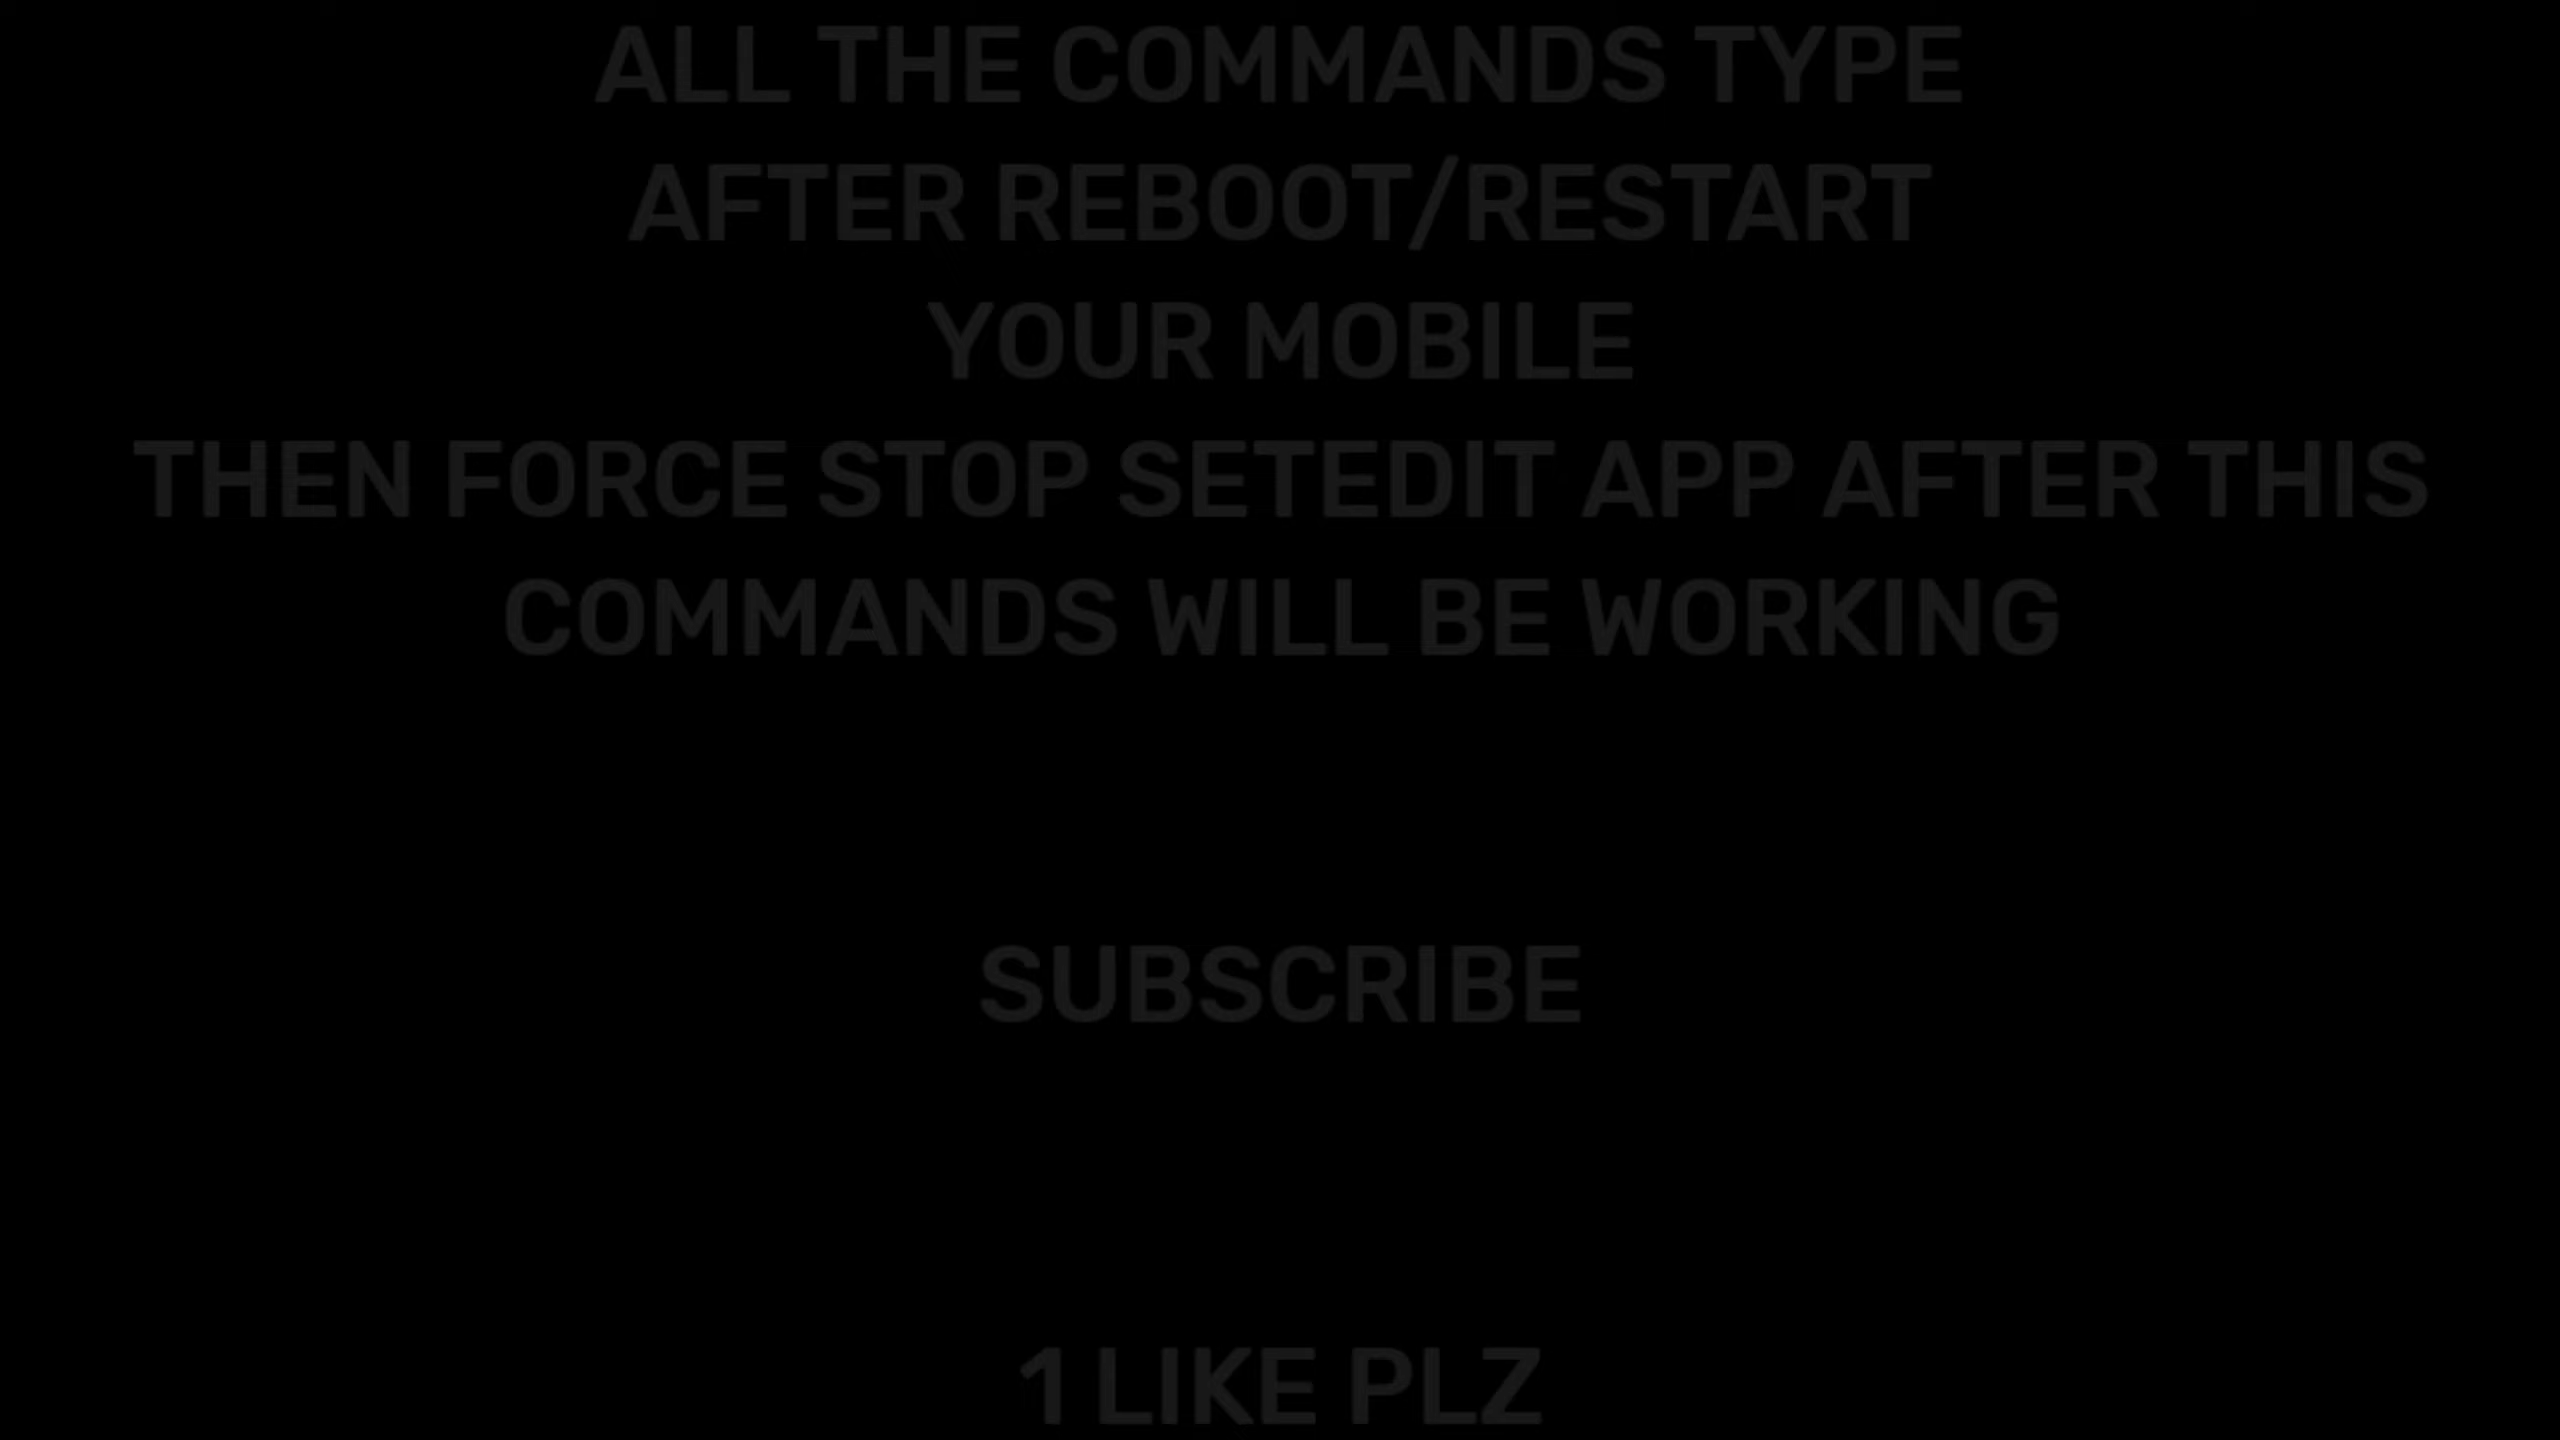 ALL THE COMMANDS TYPE
AFTER REBOOT/RESTART
YOUR MOBILE
THEN FORCE STOP SETEDIT APP AFTER THIS
COMMANDS WILL BE WORKING
SUBSCRIBE
1 LIKE PLZ